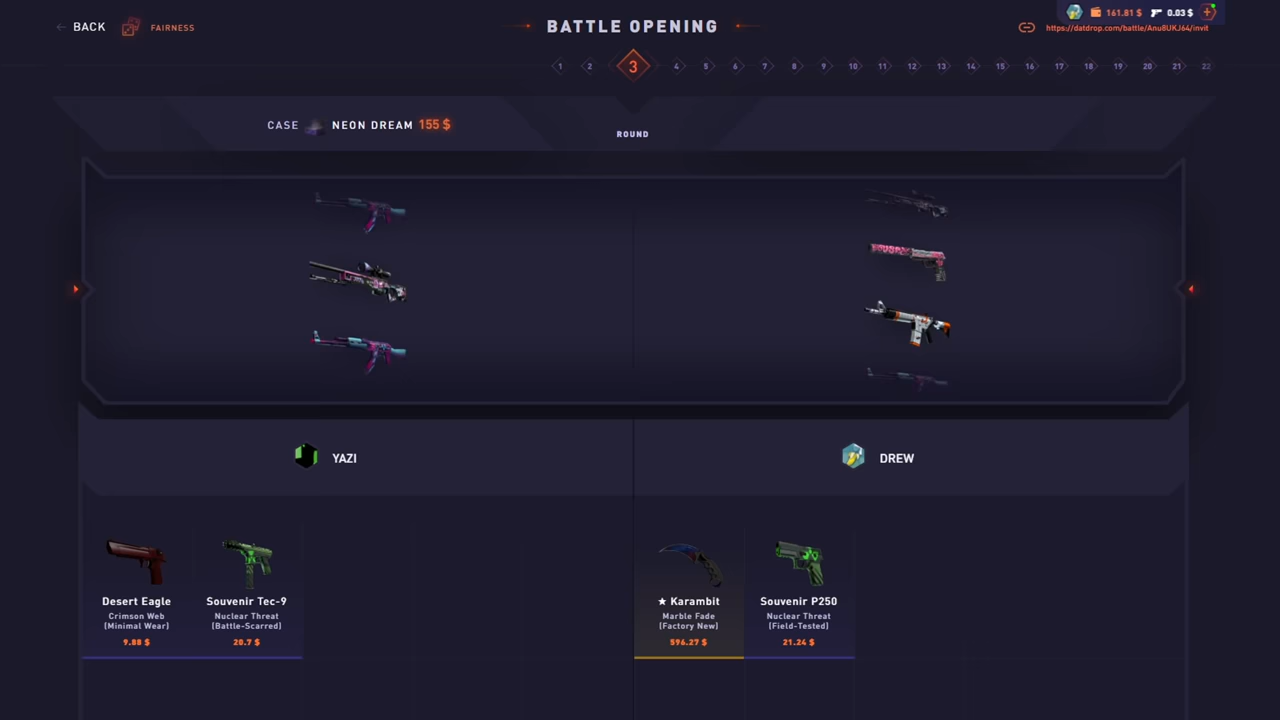 BACK
FAIRNESS
BATTLE OPENING
161.81 $
0.03 $
https://datdrop.com/battle/Anu8UKJ64/invit
1 2 3 4 5 6 7 8 9 10 11 12 13 14 15 16 17 18 19 20 21 22
CASE NEON DREAM 155 $
ROUND
YAZI
DREW
Desert Eagle
Crimson Web
(Minimal Wear)
9.88 $
Souvenir Tec-9
Nuclear Threat
(Battle-Scarred)
20.7 $
★ Karambit
Marble Fade
(Factory New)
596.27 $
Souvenir P250
Nuclear Threat
(Field-Tested)
21.24 $